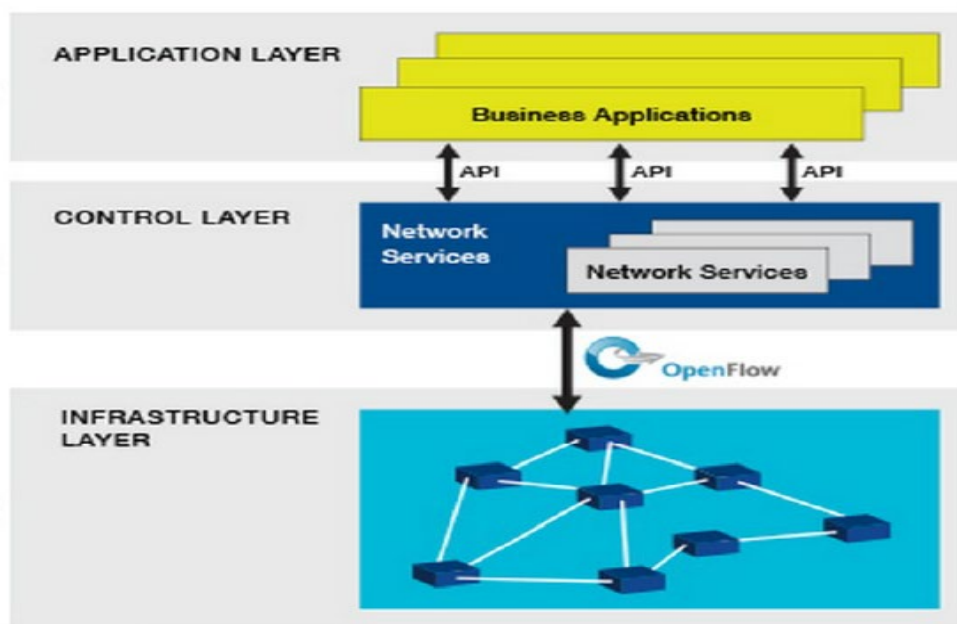 APPLICATION LAYER
Business Applications
API
API
API
CONTROL LAYER
Network
Services
Network Services
OpenFlow
INFRASTRUCTURE
LAYER